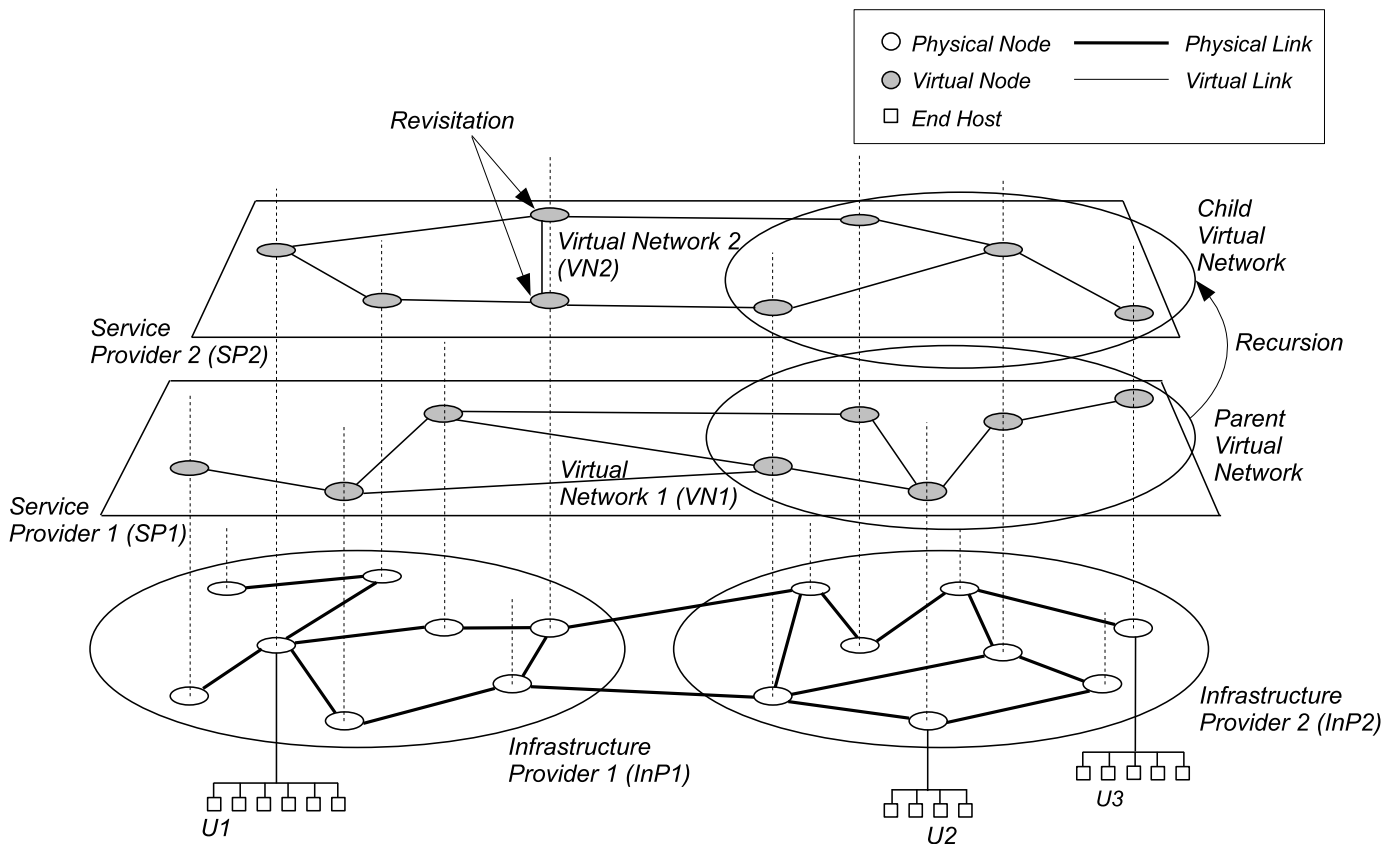 Physical Node
Physical Link
Virtual Node
Virtual Link
End Host
Revisitation
Child
Virtual
Network
Virtual Network 2
(VN2)
Service
Provider 2 (SP2)
Recursion
Parent
Virtual
Network
Virtual
Network 1 (VN1)
Service
Provider 1 (SP1)
Infrastructure
Provider 2 (InP2)
Infrastructure
Provider 1 (InP1)
U3
U1
U2